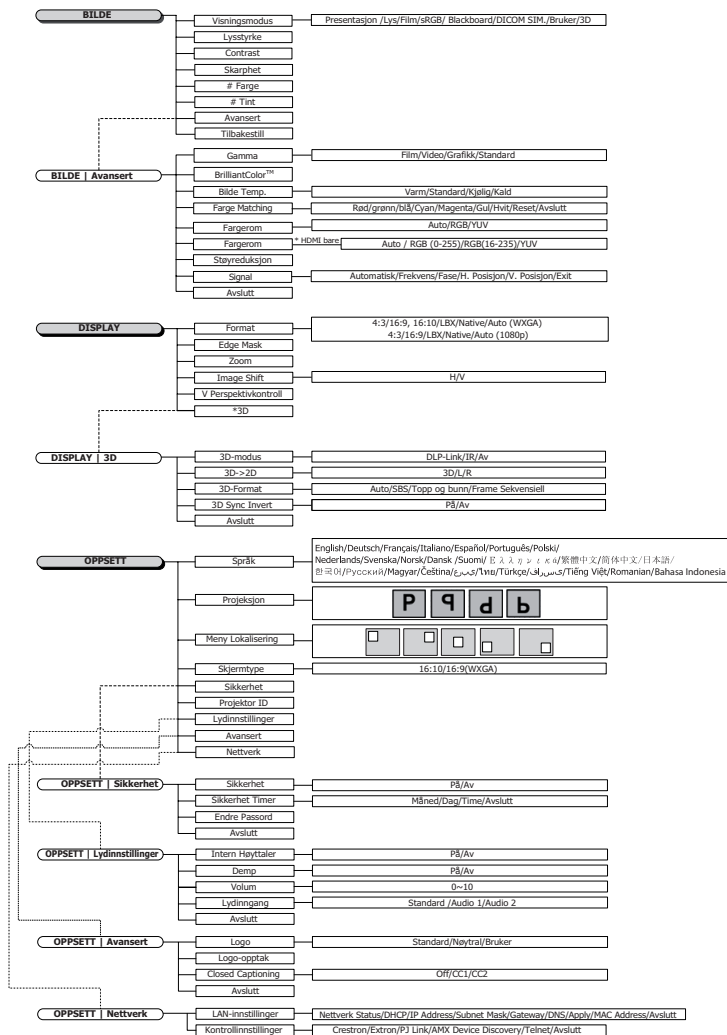 BILDE
Visningsmodus Presentasjon /Lys/Film/sRGB/ Blackboard/DICOM SIM./Bruker/3D
Lysstyrke
Contrast
Skarphet
# Farge
# Tint
Avansert
Tilbakestill
BILDE | Avansert
Gamma Film/Video/Grafikk/Standard
BrilliantColor™
Bilde Temp. Varm/Standard/Kjølig/Kald
Farge Matching Rød/grønn/blå/Cyan/Magenta/Gul/Hvit/Reset/Avslutt
Fargerom Auto/RGB/YUV
Fargerom * HDMI bare Auto / RGB (0-255)/RGB(16-235)/YUV
Støyreduksjon
Signal Automatisk/Frekvens/Fase/H. Posisjon/V. Posisjon/Exit
Avslutt
DISPLAY
Format 4:3/16:9, 16:10/LBX/Native/Auto (WXGA)
4:3/16:9/LBX/Native/Auto (1080p)
Edge Mask
Zoom
Image Shift H/V
V Perspektivkontroll
*3D
DISPLAY | 3D
3D-modus DLP-Link/IR/Av
3D->2D 3D/L/R
3D-Format Auto/SBS/Topp og bunn/Frame Sekvensiell
3D Sync Invert På/Av
Avslutt
OPPSETT
Språk
English/Deutsch/Français/Italiano/Español/Português/Polski/
Nederlands/Svenska/Norsk/Dansk /Suomi/ Ελληνικά/繁體中文/简体中文/日本語/
한국어/Русский/Magyar/Čeština/عربي/ไทย/Türkçe/فارسی/Tiếng Việt/Romanian/Bahasa Indonesia
Projeksjon P
Meny Lokalisering
Skjermtype 16:10/16:9(WXGA)
Sikkerhet
Projektor ID
Lydinnstillinger
Avansert
Nettverk
OPPSETT | Sikkerhet
Sikkerhet På/Av
Sikkerhet Timer Måned/Dag/Time/Avslutt
Endre Passord
Avslutt
OPPSETT | Lydinnstillinger
Intern Høyttaler På/Av
Demp På/Av
Volum 0~10
Lydinngang Standard /Audio 1/Audio 2
Avslutt
OPPSETT | Avansert
Logo Standard/Nøytral/Bruker
Logo-opptak
Closed Captioning Off/CC1/CC2
Avslutt
OPPSETT | Nettverk
LAN-innstillinger Nettverk Status/DHCP/IP Address/Subnet Mask/Gateway/DNS/Apply/MAC Address/Avslutt
Kontrollinnstillinger Crestron/Extron/PJ Link/AMX Device Discovery/Telnet/Avslutt